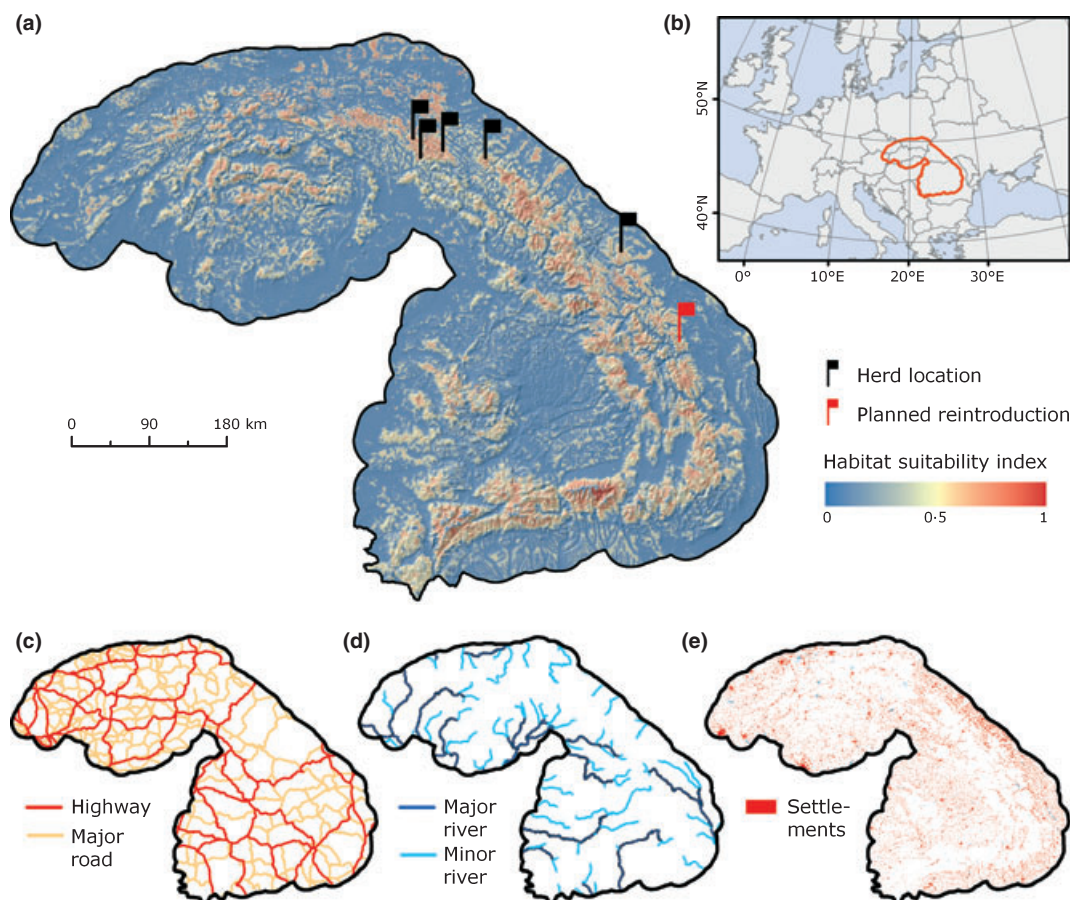 (a)
(b)
50°N
40°N
0°
10°E
20°E
30°E
0 90 180 km
Herd location
Planned reintroduction
Habitat suitability index
0 0·5 1
(c)
Highway
Major
road
(d)
Major
river
Minor
river
(e)
Settle-
ments